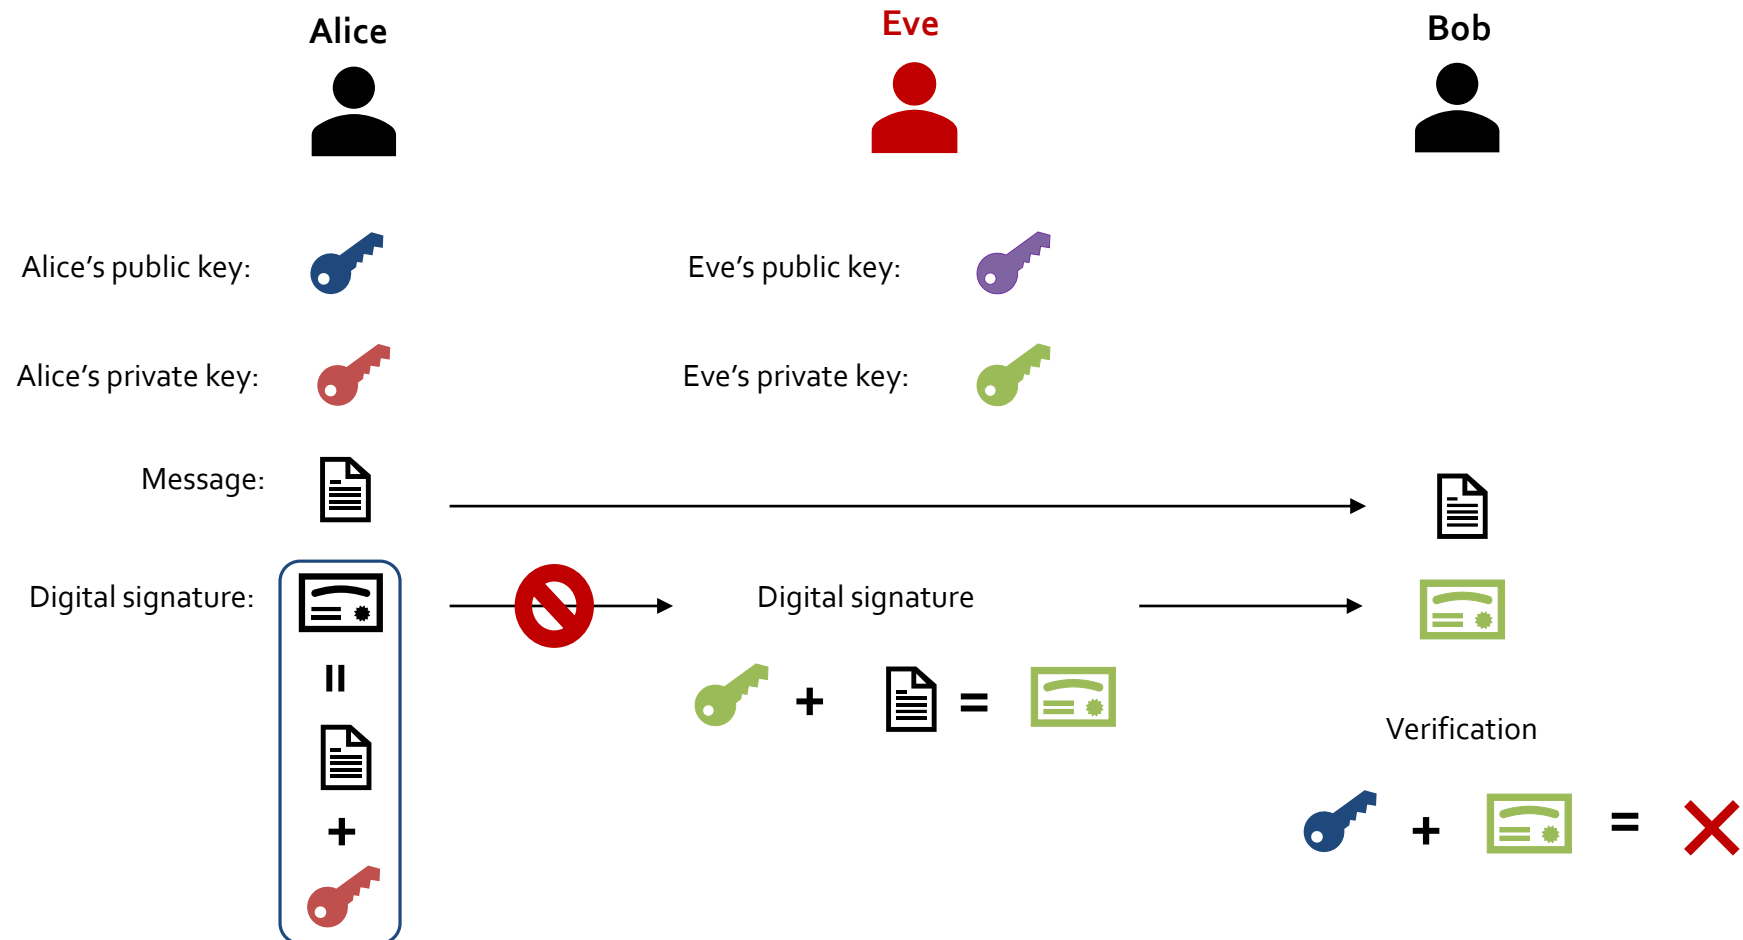 Alice
Eve
Bob
Alice’s public key:
Eve’s public key:
Alice’s private key:
Eve’s private key:
Message:
Digital signature:
Digital signature
=
+ =
Verification
+
+ =